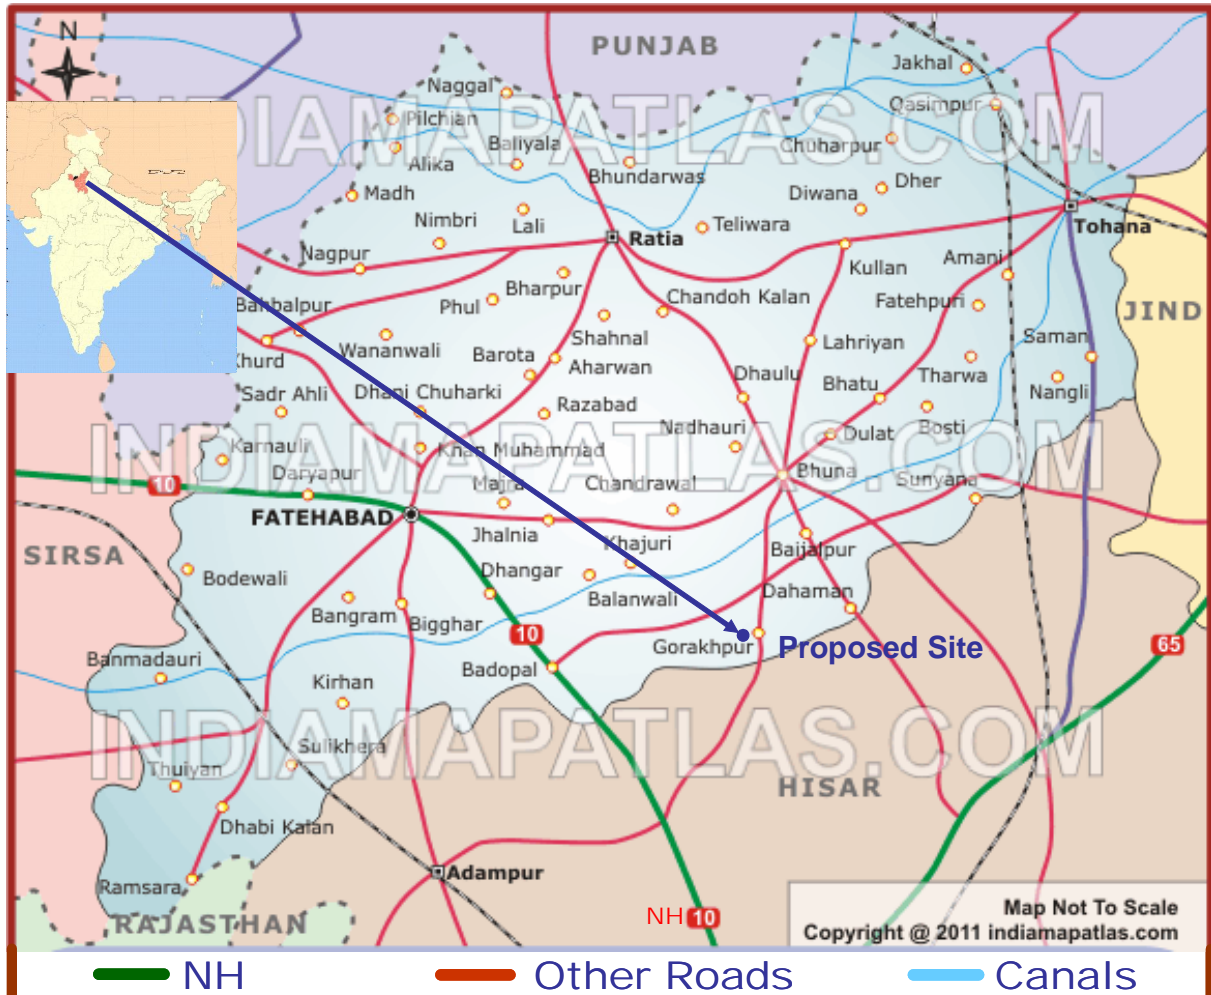 N
PUNJAB
Jakhal
Naggal
Qasimpur
INDIAMAPATLAS.COM
Pilchian
Baliyala
Chuharpur
Alika
Bhundarwas
Madh
Diwana
Dher
Nimbri
Lali
Teliwara
Ratia
Tohana
Nagpur
Kullan
Amani
Bharpur
Phul
Chandoh Kalan
Fatehpuri
Bahbalpur
JIND
Shahnal
Saman
Khurd
Wananwali
Barota
Aharwan
Lahriyan
Tharwa
Dhaulu
Bhatu
Nangli
Sadr Ahli
Dhani Chuharki
Razabad
Nadhauri
Dulat
Bosti
INDIAMAPATLAS.COM
Karnauli
Khan Muhammad
Daryapur
Bhuna
Majra
Chandrawal
Sunyana
10
FATEHABAD
Jhalnia
Khajuri
Baijalpur
SIRSA
Bodewali
Dhangar
Balanwali
Dahaman
Bangram
Bigghar
10
Gorakhpur
Proposed Site
65
Banmadauri
Badopal
Kirhan
INDIAMAPATLAS.COM
Sulikhera
Thuiyan
HISAR
Dhabi Kalan
Adampur
Ramsara
RAJASTHAN
NH 10
Map Not To Scale
Copyright @ 2011 indiamapatlas.com
NH
Other Roads
Canals